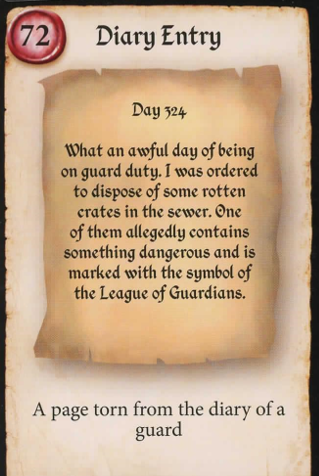 72
Diary Entry
Day 324
What an awful day of being
on guard duty. I was ordered
to dispose of some rotten
crates in the sewer. One
of them allegedly contains
something dangerous and is
marked with the symbol of
the League of Guardians.
A page torn from the diary of a
guard